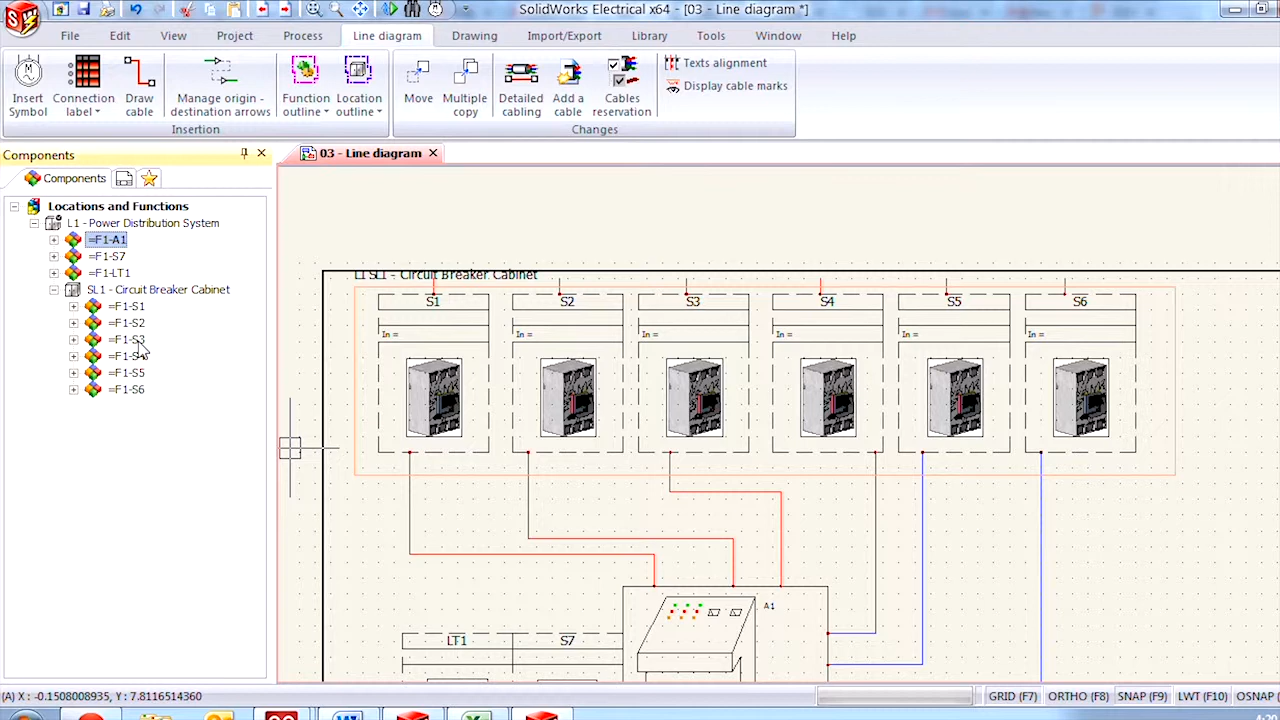 SolidWorks Electrical x64 - [03 - Line diagram *]
File Edit View Project Process Line diagram Drawing Import/Export Library Tools Window Help
Insert Symbol
Connection label
Draw cable
Manage origin - destination arrows
Function outline
Location outline
Move
Multiple copy
Detailed cabling
Add a cable
Cables reservation
Texts alignment
Display cable marks
Insertion
Changes
Components
03 - Line diagram
Components
Locations and Functions
L1 - Power Distribution System
=F1-A1
=F1-S7
=F1-LT1
SL1 - Circuit Breaker Cabinet
=F1-S1
=F1-S2
=F1-S3
=F1-S4
=F1-S5
=F1-S6
L1 SL1 - Circuit Breaker Cabinet
S1 S2 S3 S4 S5 S6
In = In = In = In = In = In =
A1
LT1 S7
(A) X : -0.1508008935, Y : 7.8116514360
GRID (F7) ORTHO (F8) SNAP (F9) LWT (F10) OSNAP